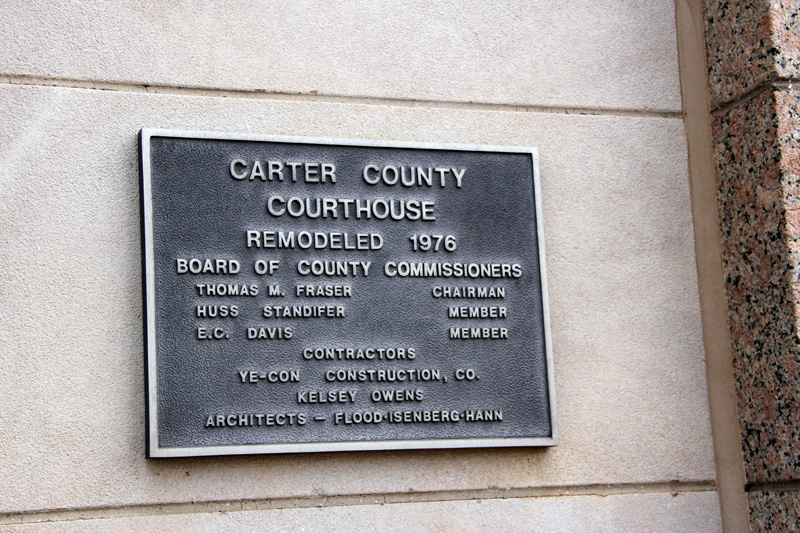 CARTER COUNTY
COURTHOUSE
REMODELED 1976
BOARD OF COUNTY COMMISSIONERS
THOMAS M. FRASER CHAIRMAN
HUSS STANDIFER MEMBER
E.C. DAVIS MEMBER
CONTRACTORS
YE-CON CONSTRUCTION, CO.
KELSEY OWENS
ARCHITECTS – FLOOD·ISENBERG·HANN